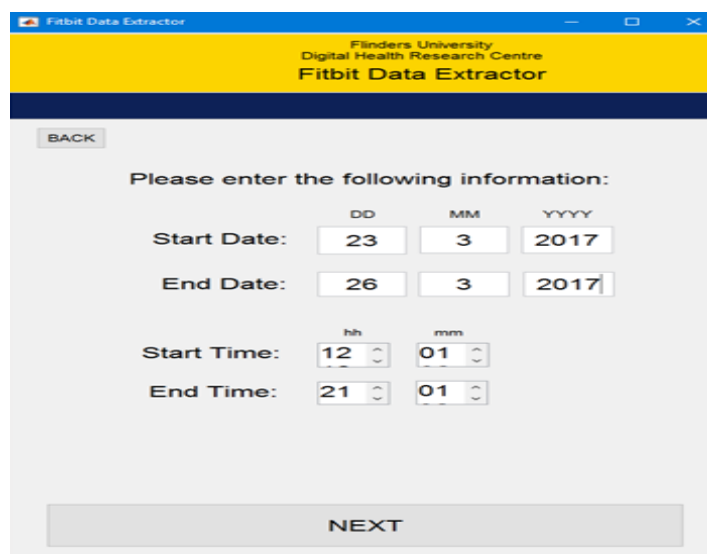 Fitbit Data Extractor
Flinders University
Digital Health Research Centre
Fitbit Data Extractor
BACK
Please enter the following information:
DD MM YYYY
Start Date: 23 3 2017
End Date: 26 3 2017
hh mm
Start Time: 12 01
End Time: 21 01
NEXT